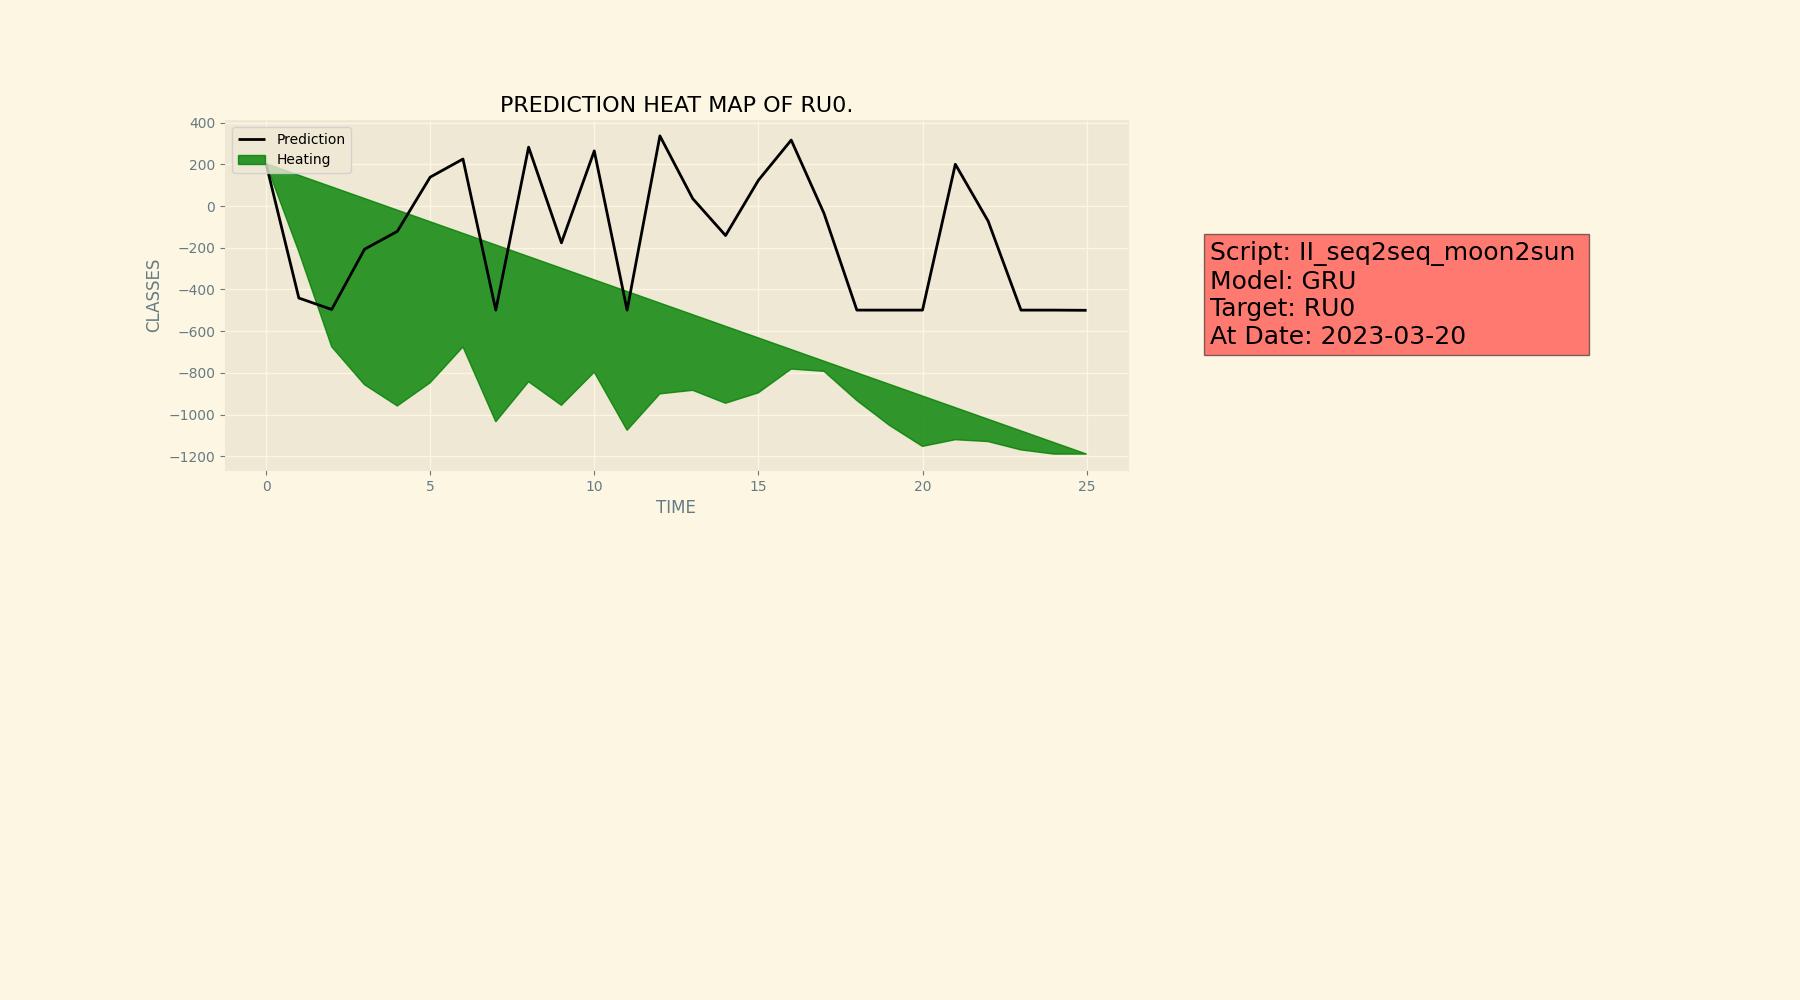 PREDICTION HEAT MAP OF RU0.
Prediction
Heating
CLASSES
400
200
0
−200
−400
−600
−800
−1000
−1200
0 5 10 15 20 25
TIME
Script: II_seq2seq_moon2sun
Model: GRU
Target: RU0
At Date: 2023-03-20